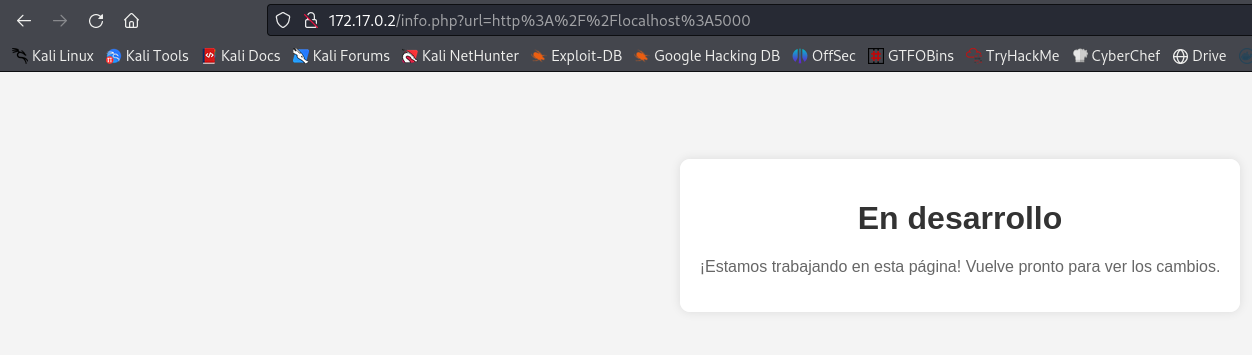 172.17.0.2/info.php?url=http%3A%2F%2Flocalhost%3A5000
Kali Linux Kali Tools Kali Docs Kali Forums Kali NetHunter Exploit-DB Google Hacking DB OffSec GTFOBins TryHackMe CyberChef Drive
En desarrollo
¡Estamos trabajando en esta página! Vuelve pronto para ver los cambios.